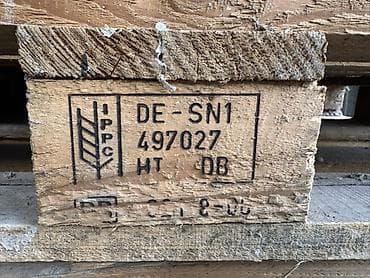 IPPC
DE-SN1
497027
HT DB